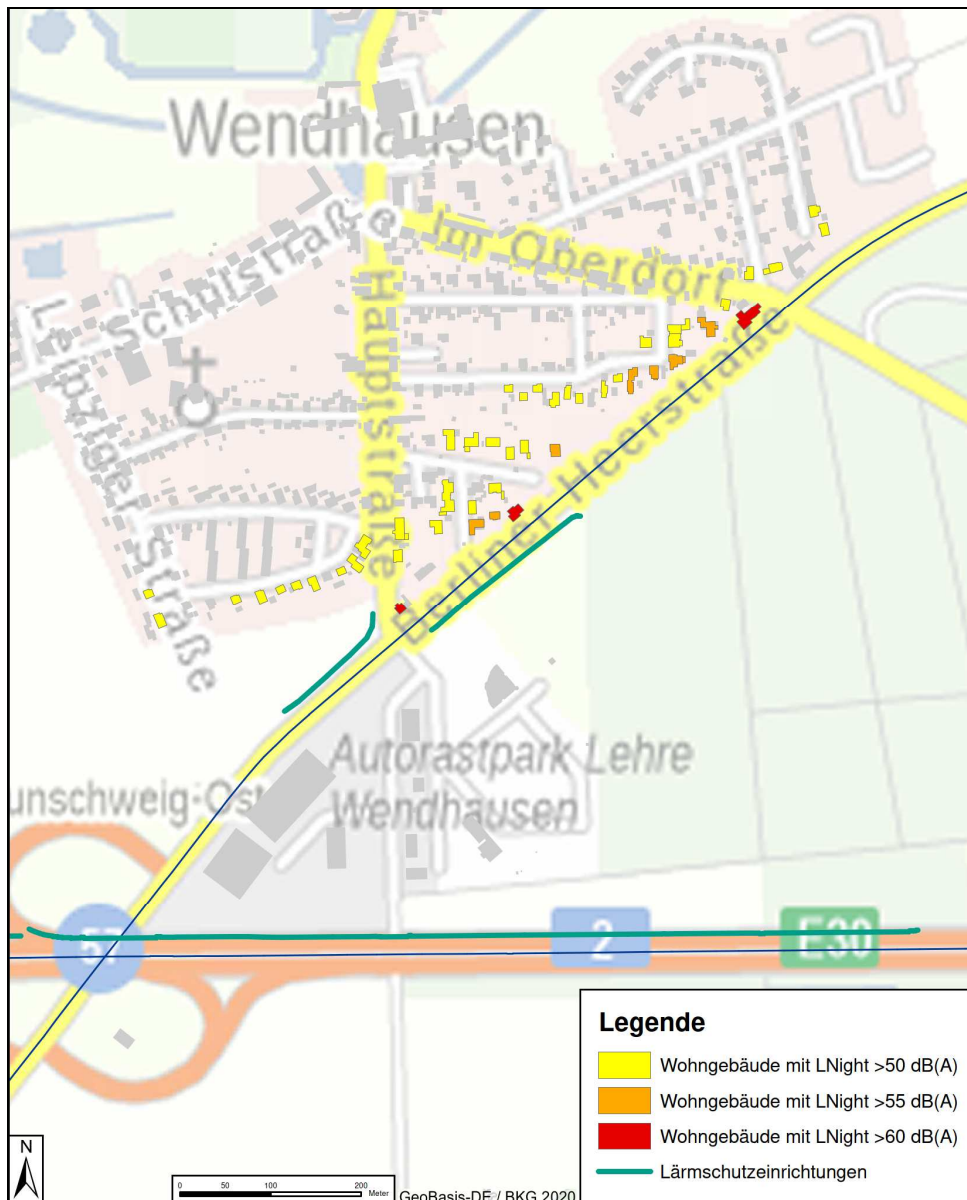 Wendhausen
Im Oberdorf
Schulstraße
Hauptstraße
Leipziger Straße
Berliner Heerstraße
Autorastpark Lehre
Wendhausen
unschweig-Ost
57
2
E30
Legende
Wohngebäude mit LNight >50 dB(A)
Wohngebäude mit LNight >55 dB(A)
Wohngebäude mit LNight >60 dB(A)
Lärmschutzeinrichtungen
N
0 50 100 200
Meter
GeoBasis-DE / BKG 2020